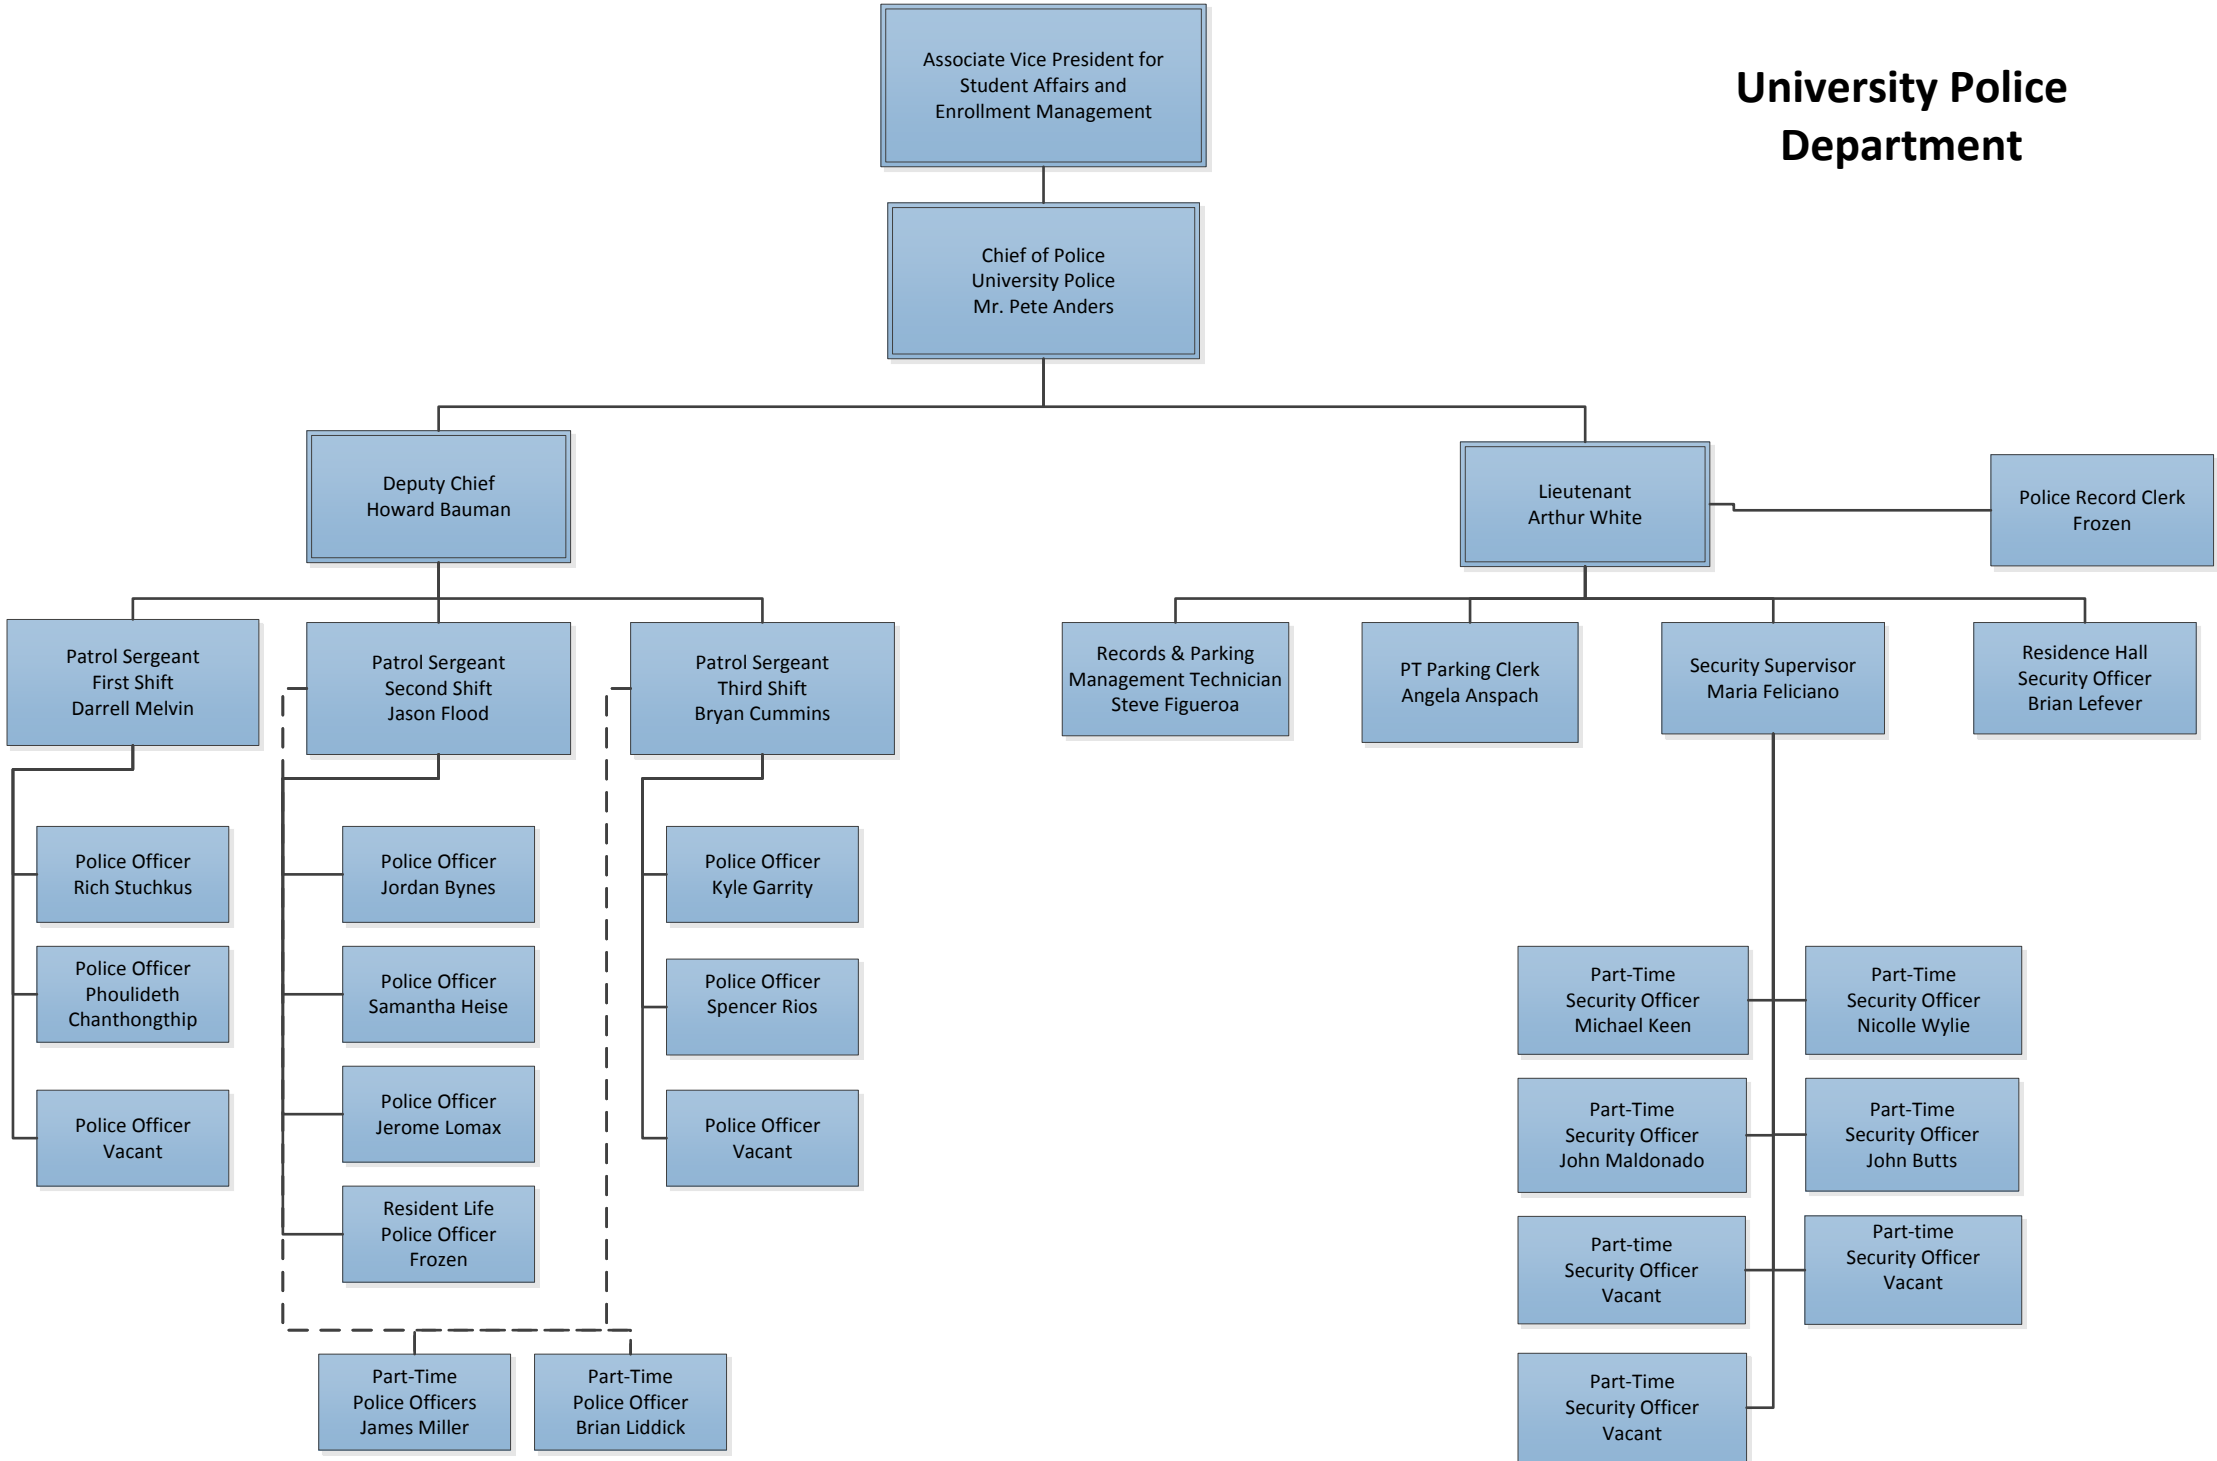 Associate Vice President for
Student Affairs and
Enrollment Management
University Police
Department
Chief of Police
University Police
Mr. Pete Anders
Deputy Chief
Howard Bauman
Lieutenant
Arthur White
Police Record Clerk
Frozen
Patrol Sergeant
First Shift
Darrell Melvin
Patrol Sergeant
Second Shift
Jason Flood
Patrol Sergeant
Third Shift
Bryan Cummins
Records & Parking
Management Technician
Steve Figueroa
PT Parking Clerk
Angela Anspach
Security Supervisor
Maria Feliciano
Residence Hall
Security Officer
Brian Lefever
Police Officer
Rich Stuchkus
Police Officer
Jordan Bynes
Police Officer
Kyle Garrity
Police Officer
Phoulideth
Chanthongthip
Police Officer
Samantha Heise
Police Officer
Spencer Rios
Part-Time
Security Officer
Michael Keen
Part-Time
Security Officer
Nicolle Wylie
Police Officer
Vacant
Police Officer
Jerome Lomax
Police Officer
Vacant
Part-Time
Security Officer
John Maldonado
Part-Time
Security Officer
John Butts
Resident Life
Police Officer
Frozen
Part-time
Security Officer
Vacant
Part-time
Security Officer
Vacant
Part-Time
Police Officers
James Miller
Part-Time
Police Officer
Brian Liddick
Part-Time
Security Officer
Vacant